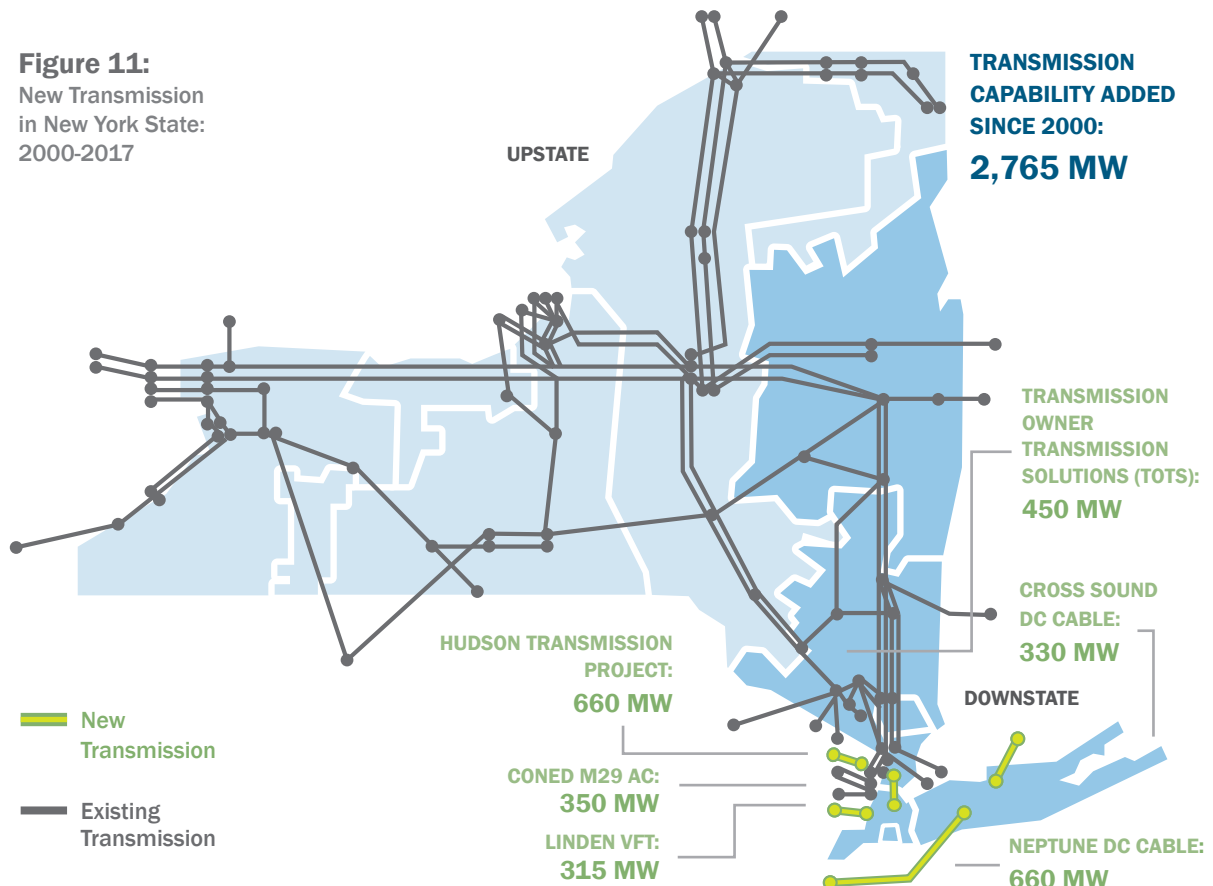 Figure 11:
New Transmission
in New York State:
2000-2017
TRANSMISSION
CAPABILITY ADDED
SINCE 2000:
2,765 MW
UPSTATE
TRANSMISSION
OWNER
TRANSMISSION
SOLUTIONS (TOTS):
450 MW
CROSS SOUND
DC CABLE:
330 MW
HUDSON TRANSMISSION
PROJECT:
660 MW
DOWNSTATE
New
Transmission
CONED M29 AC:
350 MW
Existing
Transmission
LINDEN VFT:
315 MW
NEPTUNE DC CABLE:
660 MW